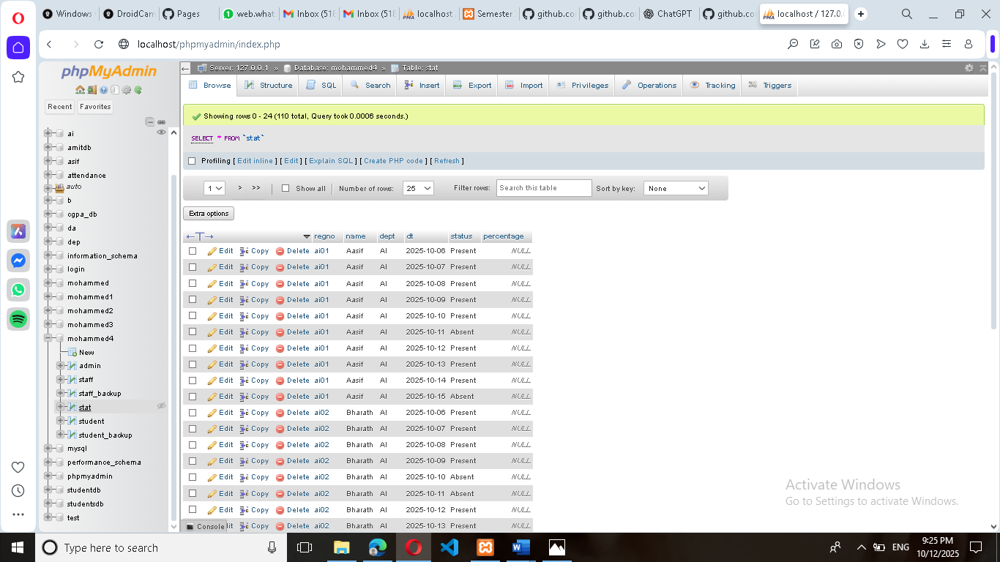 Windows
DroidCam
Pages
web.what
Inbox (518
Inbox (518
localhost
Semester
github.co
github.co
ChatGPT
github.co
localhost / 127.0.
localhost/phpmyadmin/index.php
phpMyAdmin
Recent Favorites
ai
amitdb
asif
attendance
auto
b
cgpa_db
da
dep
information_schema
login
mohammed
mohammed1
mohammed2
mohammed3
mohammed4
New
admin
staff
staff_backup
stat
student
student_backup
mysql
performance_schema
phpmyadmin
studentdb
studentsdb
test
Server: 127.0.0.1 » Database: mohammed4 » Table: stat
Browse Structure SQL Search Insert Export Import Privileges Operations Tracking Triggers
Showing rows 0 - 24 (110 total, Query took 0.0006 seconds.)
SELECT * FROM `stat`
Profiling [ Edit inline ] [ Edit ] [ Explain SQL ] [ Create PHP code ] [ Refresh ]
1 > >> | Show all | Number of rows: 25 Filter rows: Search this table Sort by key: None
Extra options
←T→ regno name dept dt status percentage
Edit Copy Delete ai01 Aasif AI 2025-10-06 Present NULL
Edit Copy Delete ai01 Aasif AI 2025-10-07 Present NULL
Edit Copy Delete ai01 Aasif AI 2025-10-08 Present NULL
Edit Copy Delete ai01 Aasif AI 2025-10-09 Present NULL
Edit Copy Delete ai01 Aasif AI 2025-10-10 Present NULL
Edit Copy Delete ai01 Aasif AI 2025-10-11 Absent NULL
Edit Copy Delete ai01 Aasif AI 2025-10-12 Present NULL
Edit Copy Delete ai01 Aasif AI 2025-10-13 Present NULL
Edit Copy Delete ai01 Aasif AI 2025-10-14 Present NULL
Edit Copy Delete ai01 Aasif AI 2025-10-15 Absent NULL
Edit Copy Delete ai02 Bharath AI 2025-10-06 Present NULL
Edit Copy Delete ai02 Bharath AI 2025-10-07 Present NULL
Edit Copy Delete ai02 Bharath AI 2025-10-08 Present NULL
Edit Copy Delete ai02 Bharath AI 2025-10-09 Present NULL
Edit Copy Delete ai02 Bharath AI 2025-10-10 Absent NULL
Edit Copy Delete ai02 Bharath AI 2025-10-11 Absent NULL
Edit Copy Delete ai02 Bharath AI 2025-10-12 Present NULL
Console it Copy Delete ai02 Bharath AI 2025-10-13 Present NULL
Activate Windows
Go to Settings to activate Windows.
Type here to search
ENG
9:25 PM
10/12/2025